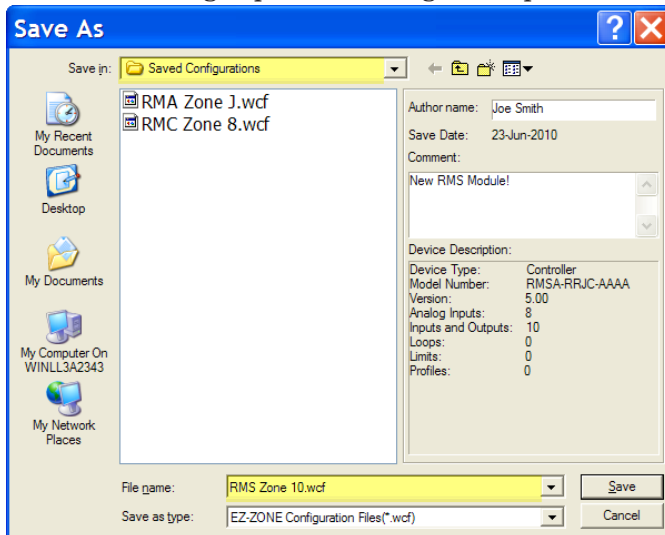 Save As
Save in: Saved Configurations
My Recent Documents
Desktop
My Documents
My Computer On WINLL3A2343
My Network Places
RMA Zone J.wcf
RMC Zone 8.wcf
Author name: Joe Smith
Save Date: 23-Jun-2010
Comment:
New RMS Module!
Device Description:
Device Type: Controller
Model Number: RMSA-RRJC-AAAA
Version: 5.00
Analog Inputs: 8
Inputs and Outputs: 10
Loops: 0
Limits: 0
Profiles: 0
File name: RMS Zone 10.wcf
Save
Save as type: EZ-ZONE Configuration Files(*.wcf)
Cancel